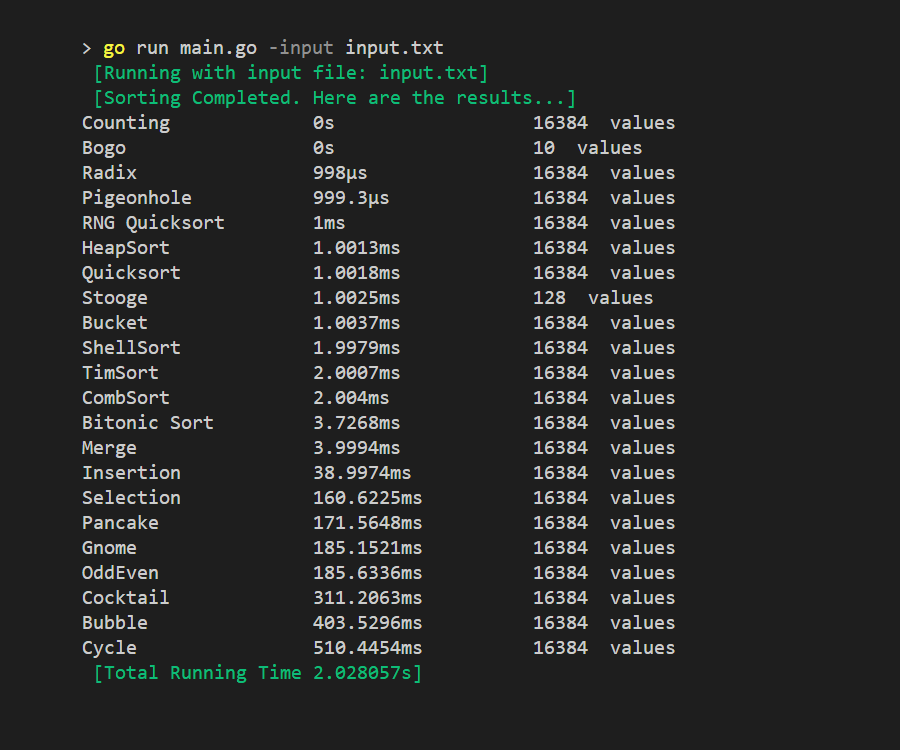 > go run main.go -input input.txt
[Running with input file: input.txt]
[Sorting Completed. Here are the results...]
Counting 0s 16384 values
Bogo 0s 10 values
Radix 998µs 16384 values
Pigeonhole 999.3µs 16384 values
RNG Quicksort 1ms 16384 values
HeapSort 1.0013ms 16384 values
Quicksort 1.0018ms 16384 values
Stooge 1.0025ms 128 values
Bucket 1.0037ms 16384 values
ShellSort 1.9979ms 16384 values
TimSort 2.0007ms 16384 values
CombSort 2.004ms 16384 values
Bitonic Sort 3.7268ms 16384 values
Merge 3.9994ms 16384 values
Insertion 38.9974ms 16384 values
Selection 160.6225ms 16384 values
Pancake 171.5648ms 16384 values
Gnome 185.1521ms 16384 values
OddEven 185.6336ms 16384 values
Cocktail 311.2063ms 16384 values
Bubble 403.5296ms 16384 values
Cycle 510.4454ms 16384 values
[Total Running Time 2.028057s]